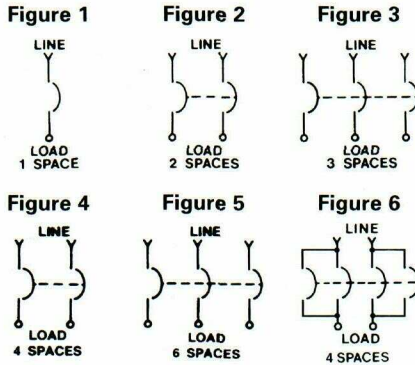 Figure 1
LINE
LOAD
1 SPACE
Figure 2
LINE
LOAD
2 SPACES
Figure 3
LINE
LOAD
3 SPACES
Figure 4
LINE
LOAD
4 SPACES
Figure 5
LINE
LOAD
6 SPACES
Figure 6
LINE
LOAD
4 SPACES